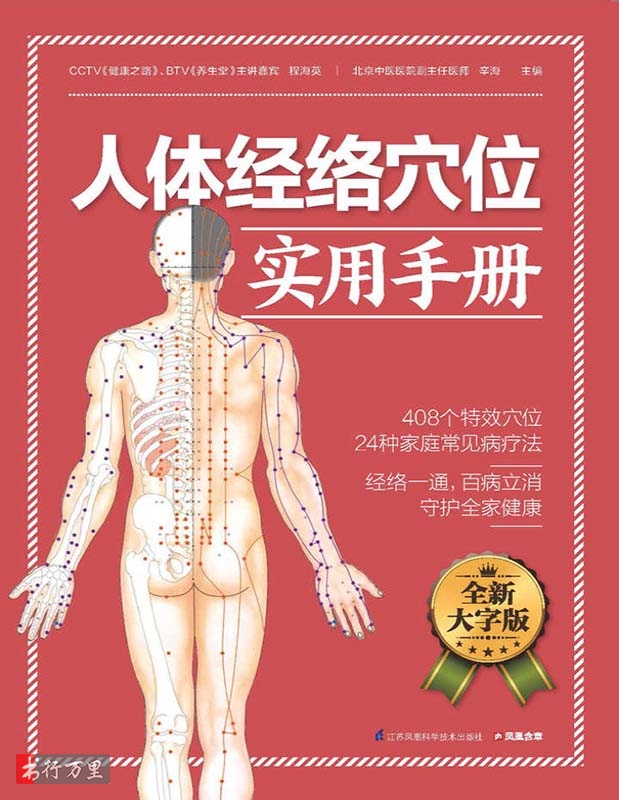 CCTV《健康之路》、BTV《养生堂》主讲嘉宾 程海英 | 北京中医医院副主任医师 辛海 主编
人体经络穴位
实用手册
408个特效穴位
24种家庭常见病疗法
经络一通,百病立消
守护全家健康
全新
大字版
江苏凤凰科学技术出版社 凤凰含章
书行万里